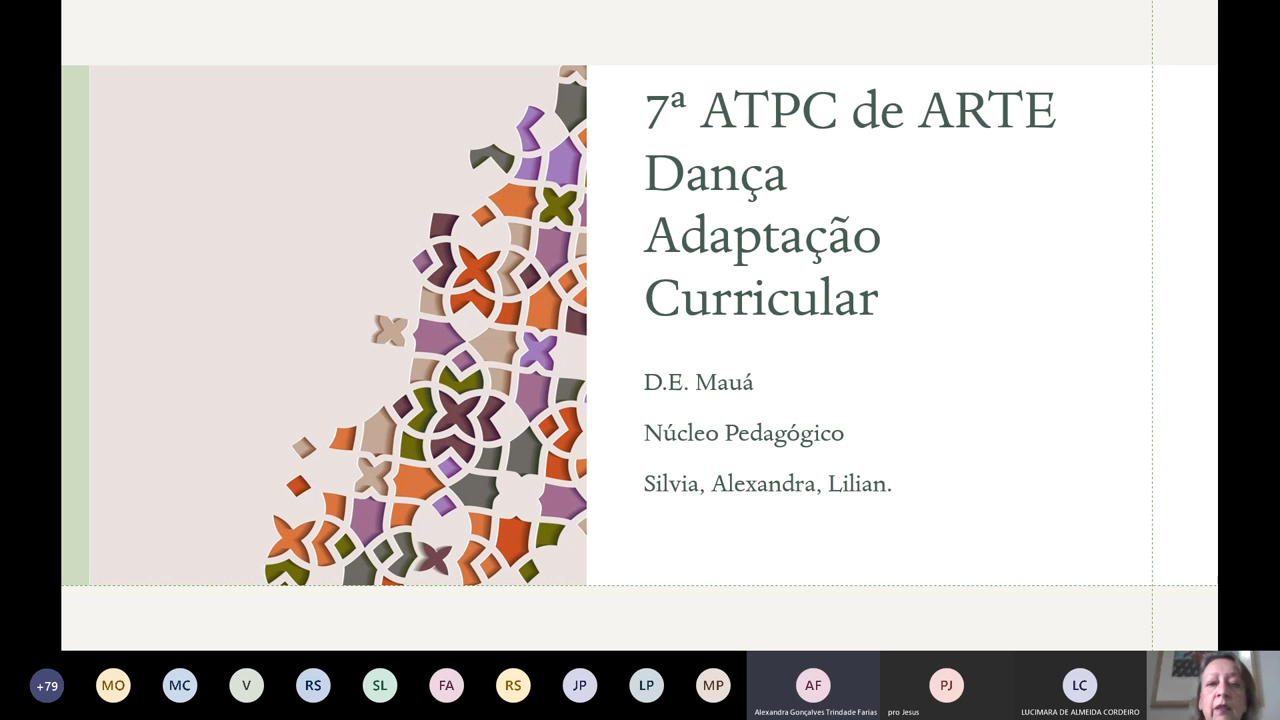 7ª ATPC de ARTE
Dança
Adaptação
Curricular
D.E. Mauá
Núcleo Pedagógico
Silvia, Alexandra, Lilian.
+79
MO
MC
V
RS
SL
FA
RS
JP
LP
MP
AF
PJ
LC
Alexandra Gonçalves Trindade Farias
pro Jesus
LUCIMARA DE ALMEIDA CORDEIRO